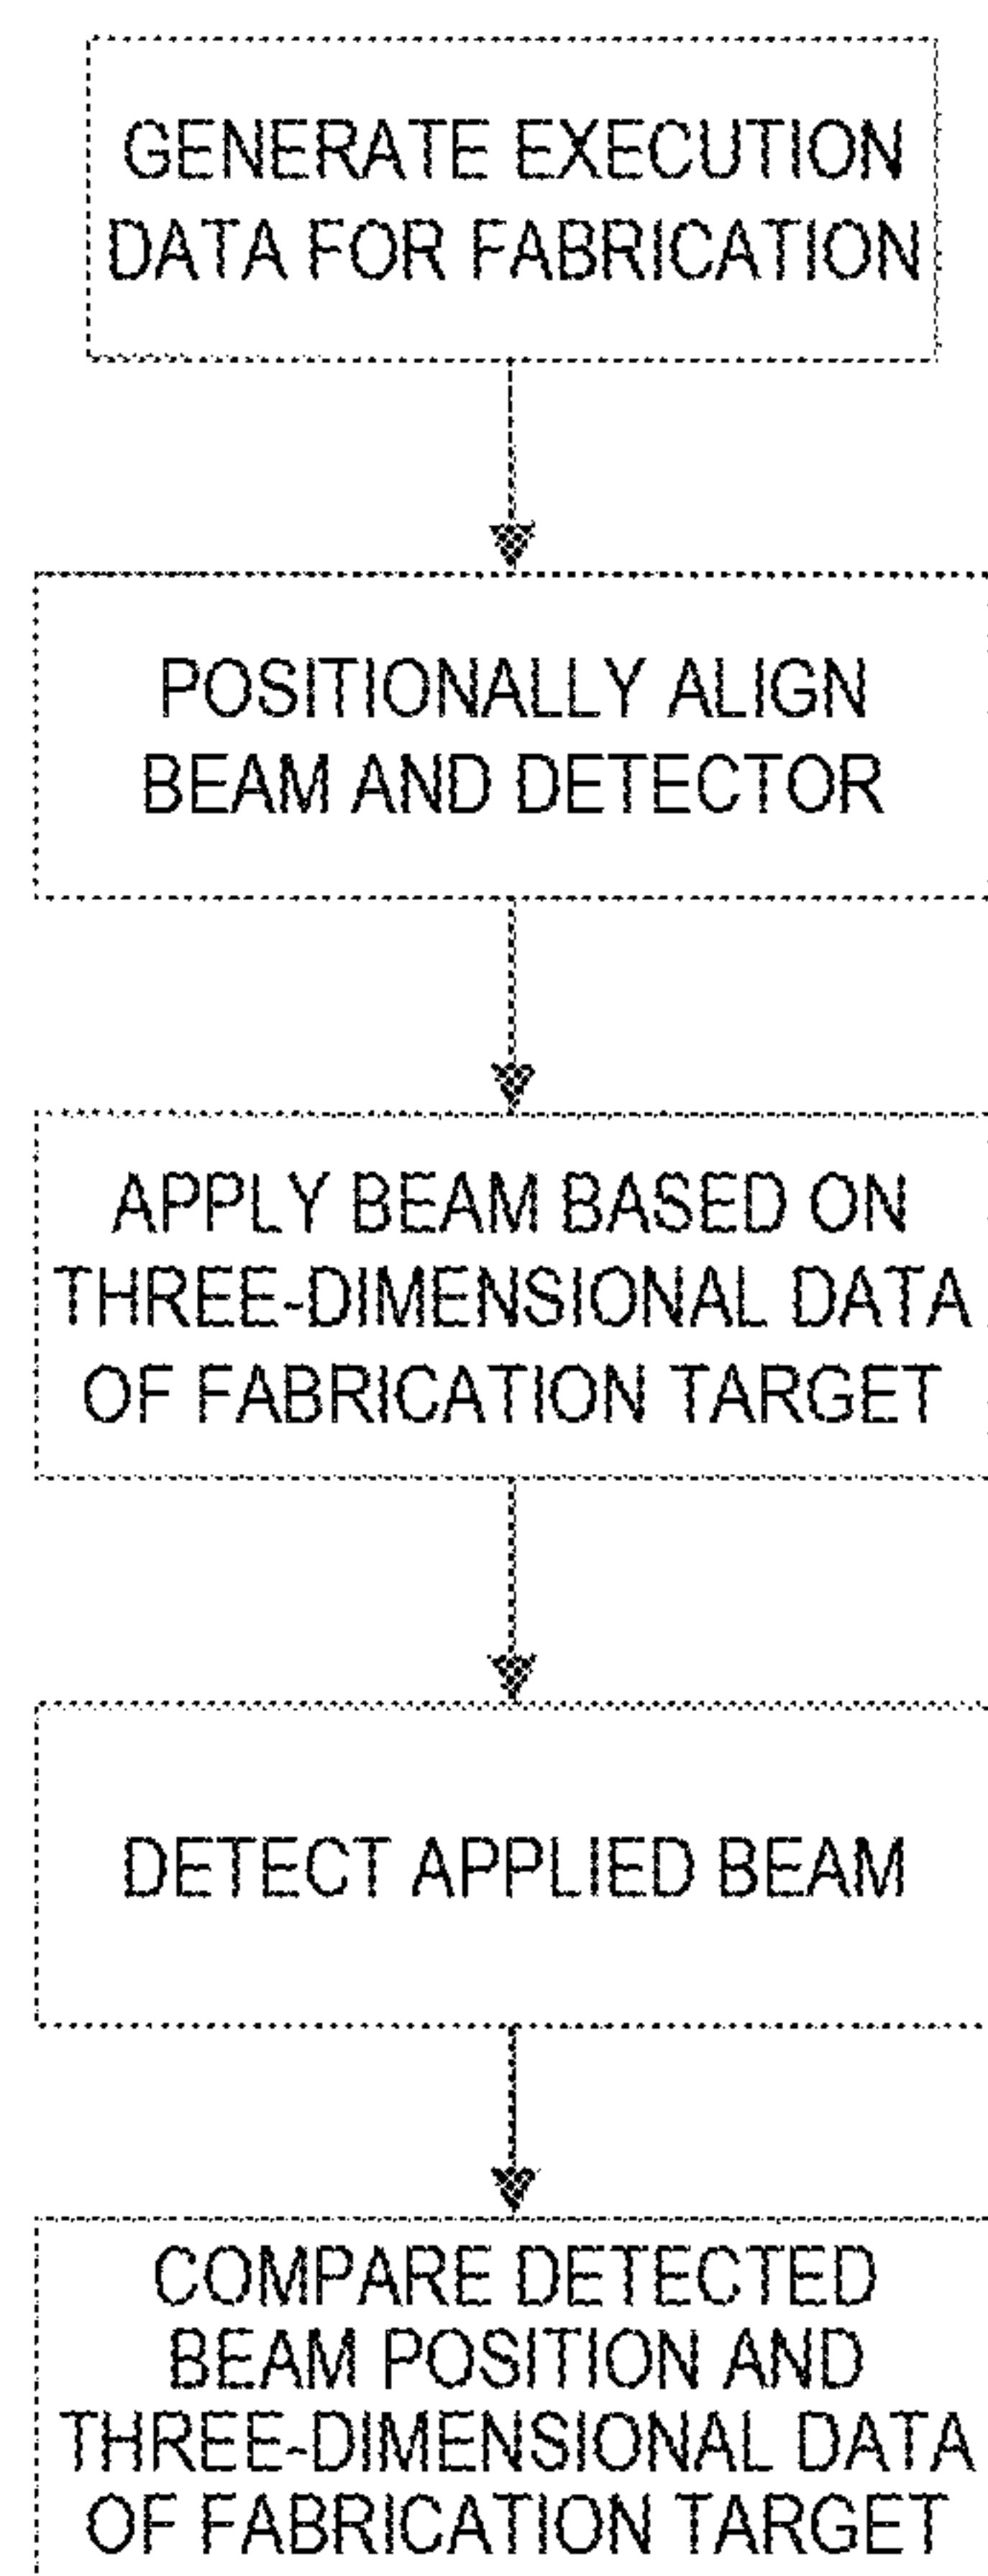 GENERATE EXECUTION
DATA FOR FABRICATION
POSITIONALLY ALIGN
BEAM AND DETECTOR
APPLY BEAM BASED ON
THREE-DIMENSIONAL DATA
OF FABRICATION TARGET
DETECT APPLIED BEAM
COMPARE DETECTED
BEAM POSITION AND
THREE-DIMENSIONAL DATA
OF FABRICATION TARGET